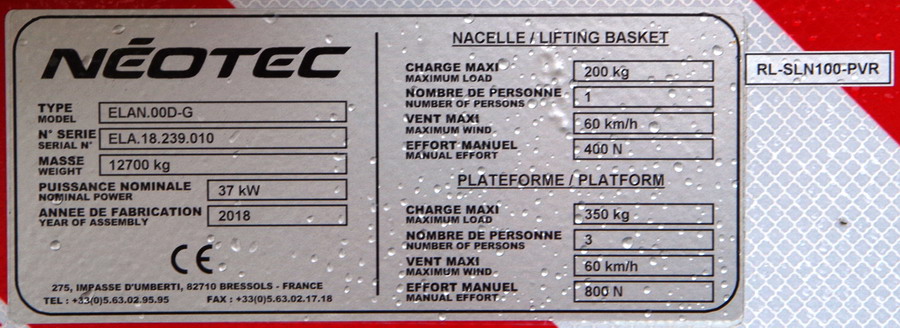 NÉOTEC
TYPE
MODEL
ELAN.00D-G
N° SERIE
SERIAL N°
ELA.18.239.010
MASSE
WEIGHT
12700 kg
PUISSANCE NOMINALE
NOMINAL POWER
37 kW
ANNEE DE FABRICATION
YEAR OF ASSEMBLY
2018
CE
275, IMPASSE D'UMBERTI, 82710 BRESSOLS - FRANCE
TEL : +33(0)5.63.02.95.95 FAX : +33(0)5.63.02.17.18
NACELLE / LIFTING BASKET
CHARGE MAXI
MAXIMUM LOAD
200 kg
NOMBRE DE PERSONNE
NUMBER OF PERSONS
1
VENT MAXI
MAXIMUM WIND
60 km/h
EFFORT MANUEL
MANUAL EFFORT
400 N
PLATEFORME / PLATFORM
CHARGE MAXI
MAXIMUM LOAD
350 kg
NOMBRE DE PERSONNE
NUMBER OF PERSONS
3
VENT MAXI
MAXIMUM WIND
60 km/h
EFFORT MANUEL
MANUAL EFFORT
800 N
RL-SLN100-PVR